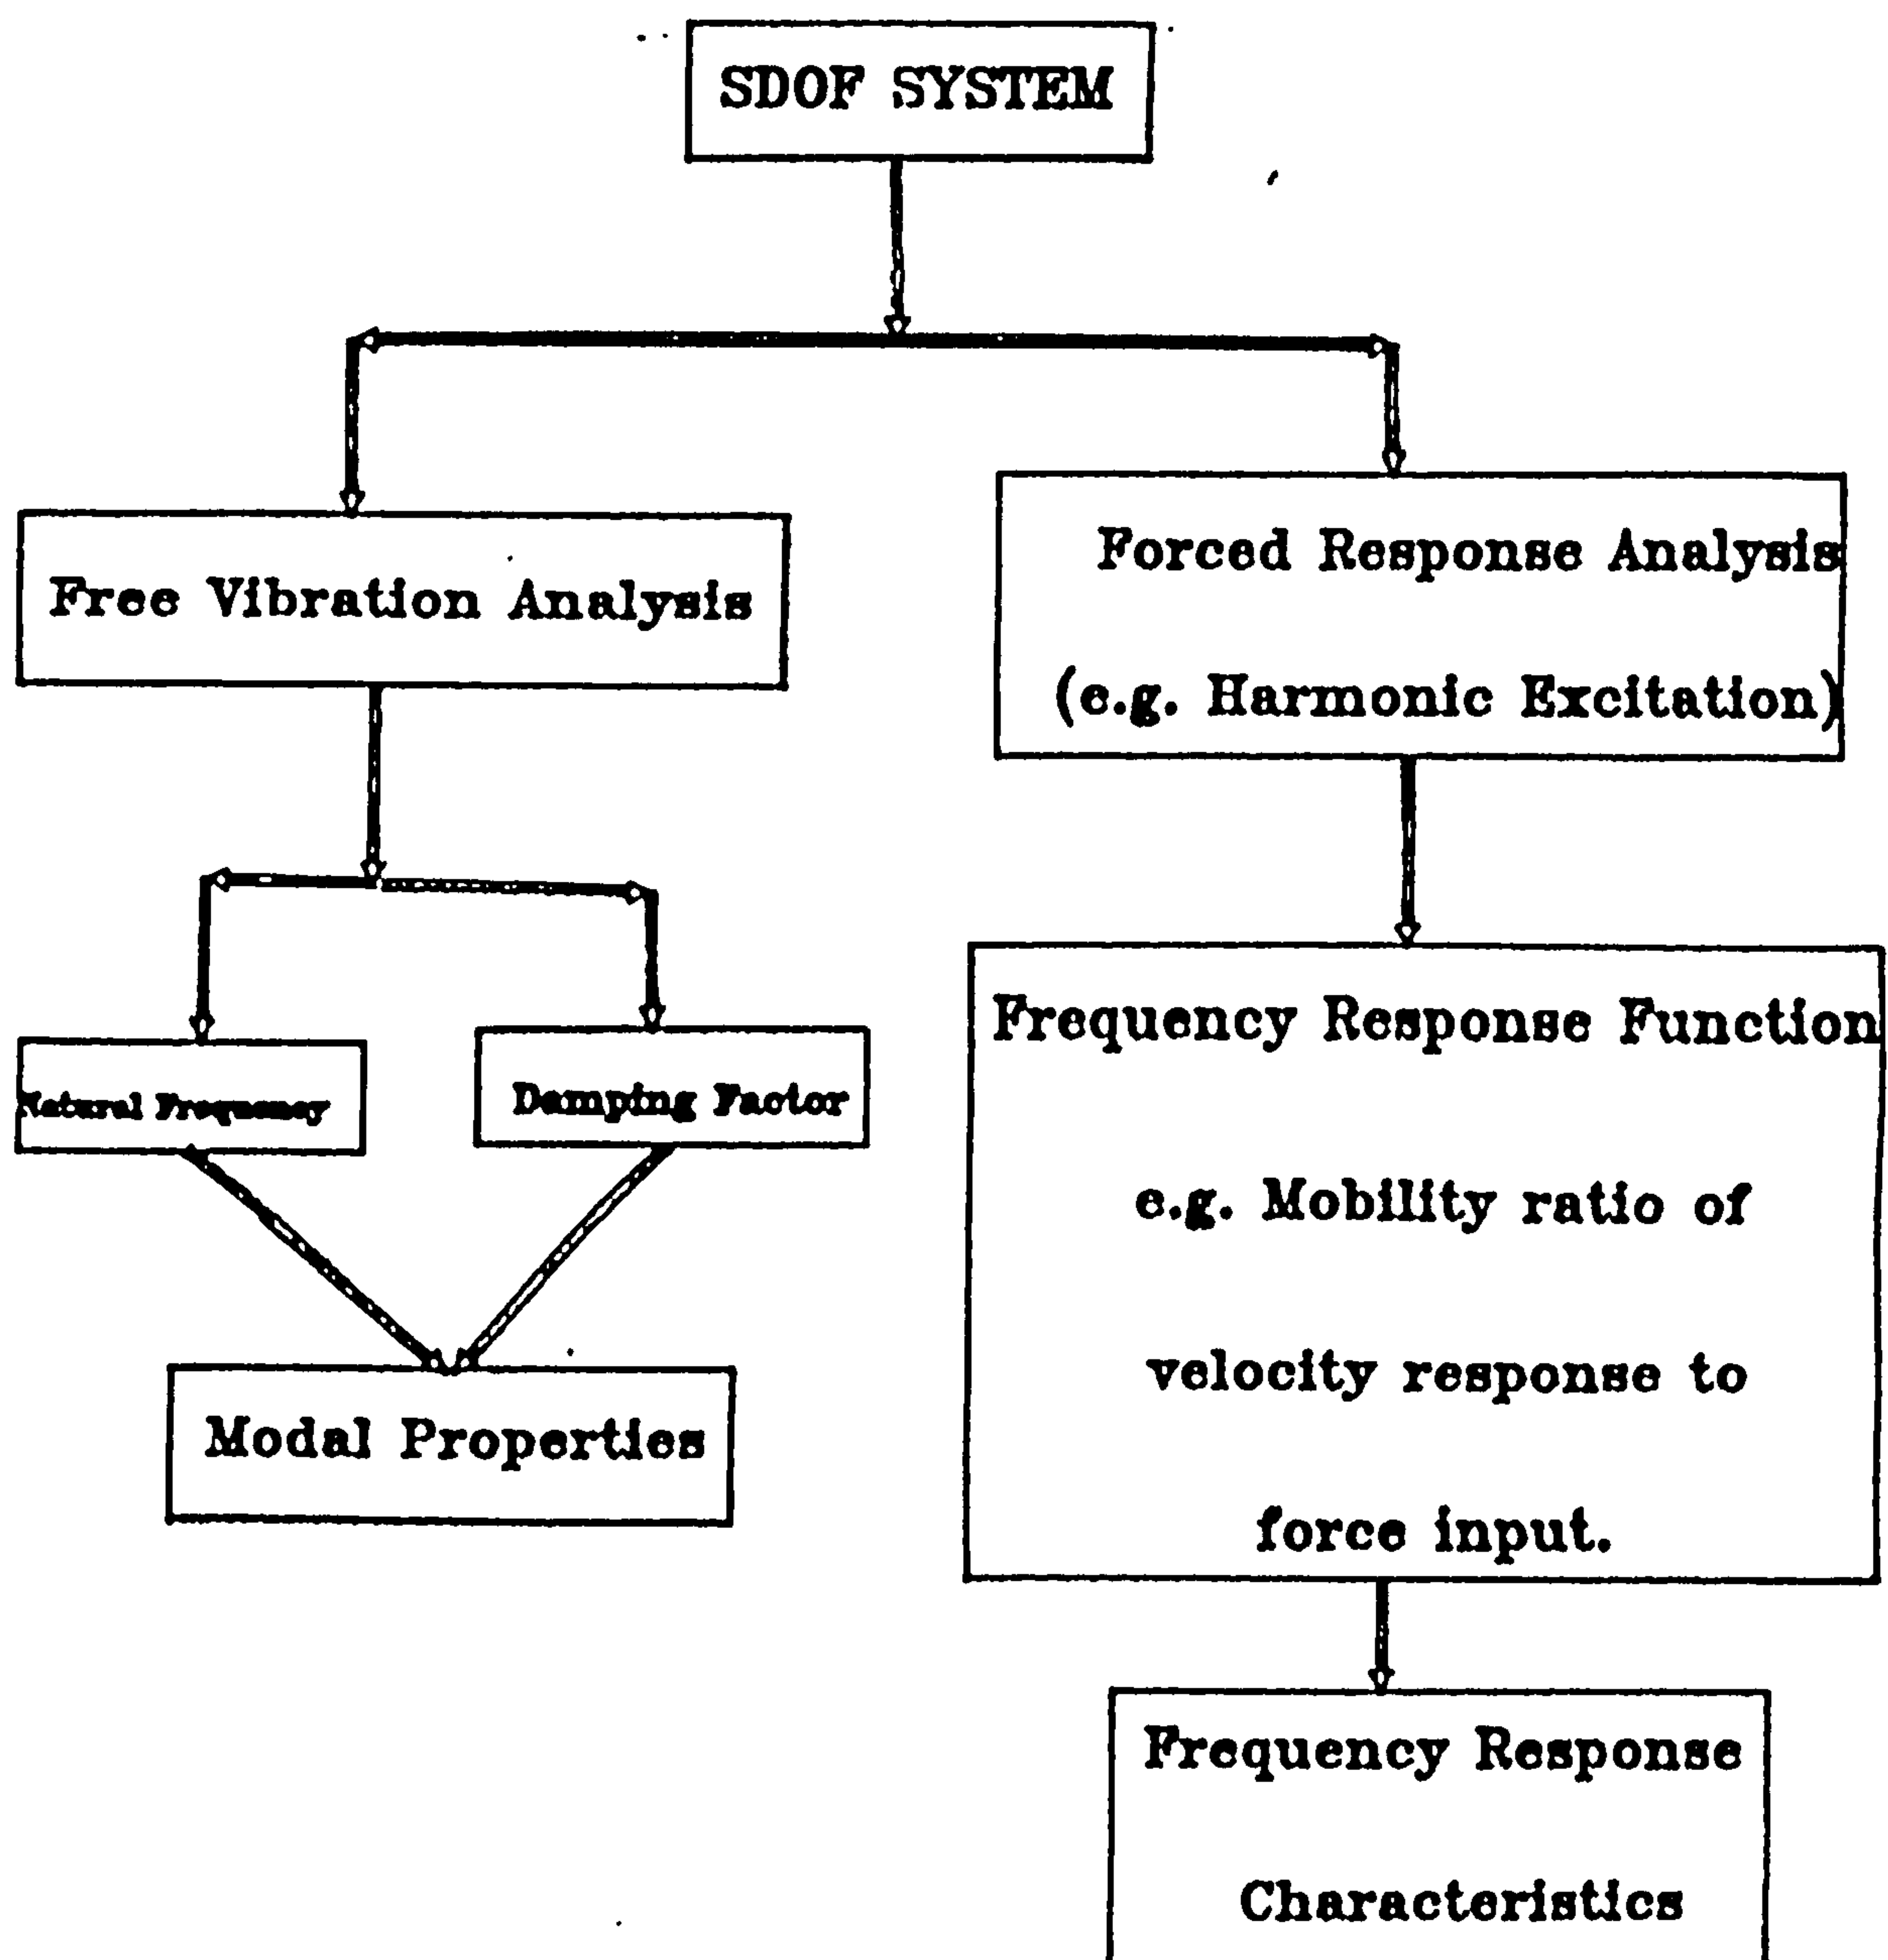 SDOF SYSTEM
Free Vibration Analysis
Forced Response Analysis
(e.g. Harmonic Excitation)
Natural Frequency
Damping Factor
Modal Properties
Frequency Response Function
e.g. Mobility ratio of
velocity response to
force input.
Frequency Response
Characteristics